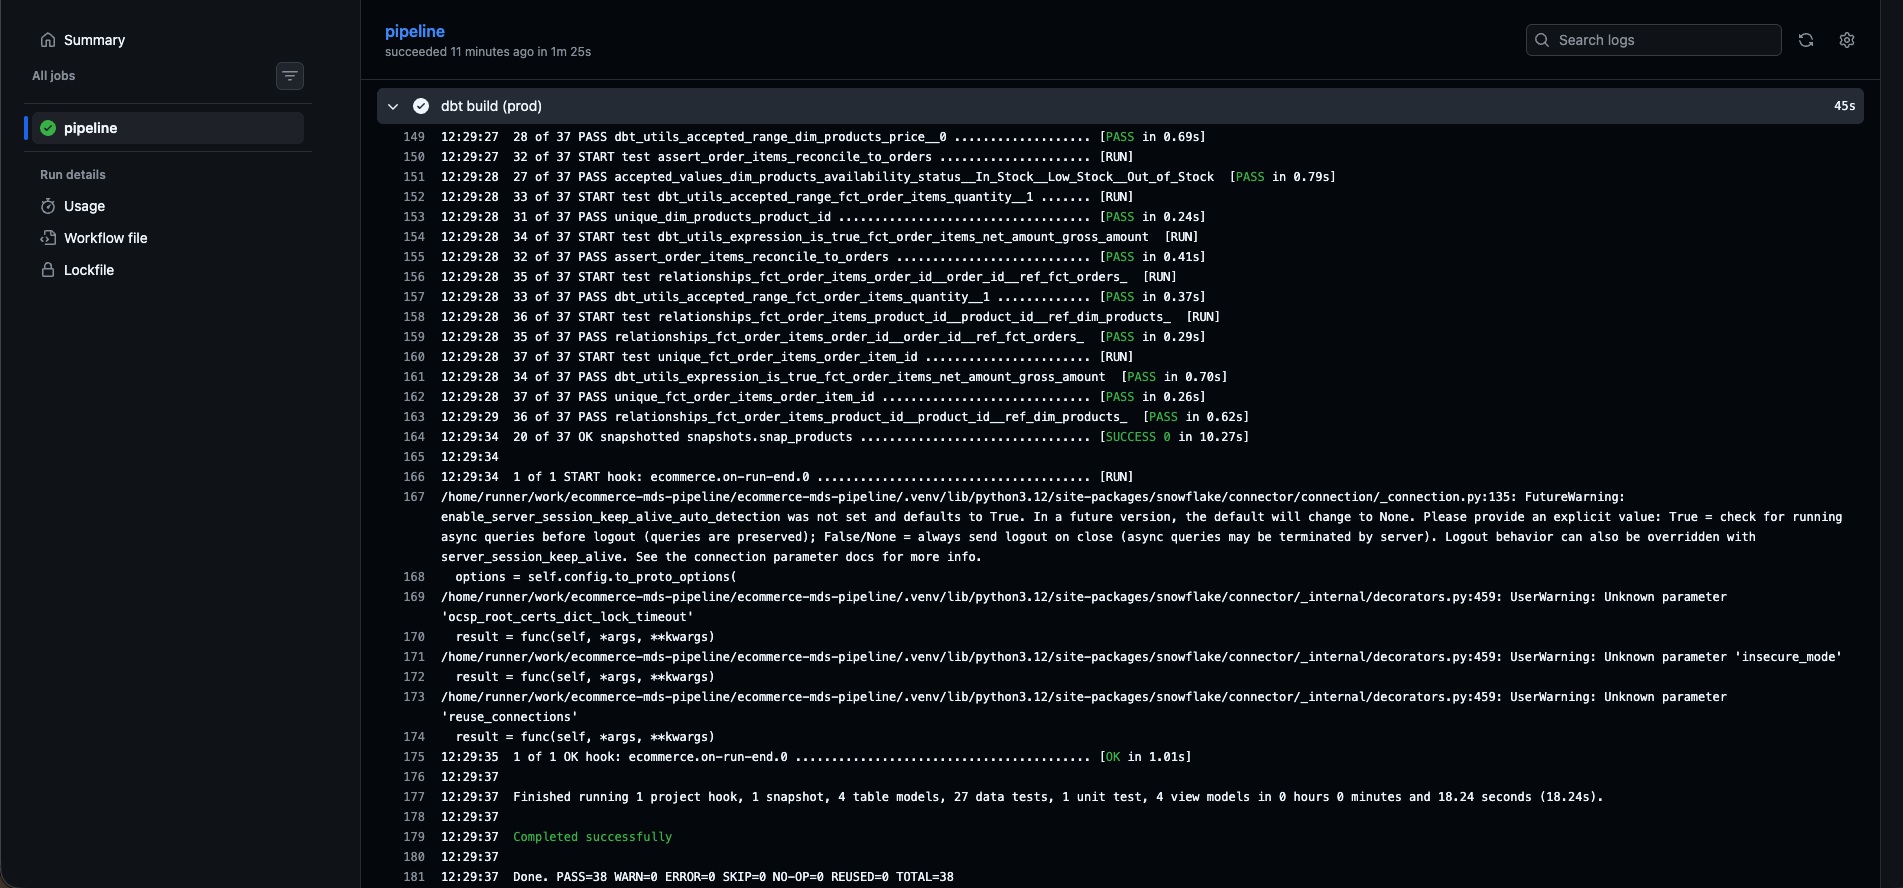 Summary
All jobs
pipeline
Run details
Usage
Workflow file
Lockfile
pipeline
succeeded 11 minutes ago in 1m 25s
Search logs
dbt build (prod)
45s
149 12:29:27 28 of 37 PASS dbt_utils_accepted_range_dim_products_price__0 ................... [PASS in 0.69s]
150 12:29:27 32 of 37 START test assert_order_items_reconcile_to_orders ..................... [RUN]
151 12:29:28 27 of 37 PASS accepted_values_dim_products_availability_status__In_Stock__Low_Stock__Out_of_Stock [PASS in 0.79s]
152 12:29:28 33 of 37 START test dbt_utils_accepted_range_fct_order_items_quantity__1 ....... [RUN]
153 12:29:28 31 of 37 PASS unique_dim_products_product_id ................................... [PASS in 0.24s]
154 12:29:28 34 of 37 START test dbt_utils_expression_is_true_fct_order_items_net_amount_gross_amount [RUN]
155 12:29:28 32 of 37 PASS assert_order_items_reconcile_to_orders ........................... [PASS in 0.41s]
156 12:29:28 35 of 37 START test relationships_fct_order_items_order_id__order_id__ref_fct_orders_ [RUN]
157 12:29:28 33 of 37 PASS dbt_utils_accepted_range_fct_order_items_quantity__1 ............. [PASS in 0.37s]
158 12:29:28 36 of 37 START test relationships_fct_order_items_product_id__product_id__ref_dim_products_ [RUN]
159 12:29:28 35 of 37 PASS relationships_fct_order_items_order_id__order_id__ref_fct_orders_ [PASS in 0.29s]
160 12:29:28 37 of 37 START test unique_fct_order_items_order_item_id ....................... [RUN]
161 12:29:28 34 of 37 PASS dbt_utils_expression_is_true_fct_order_items_net_amount_gross_amount [PASS in 0.70s]
162 12:29:28 37 of 37 PASS unique_fct_order_items_order_item_id ............................. [PASS in 0.26s]
163 12:29:29 36 of 37 PASS relationships_fct_order_items_product_id__product_id__ref_dim_products_ [PASS in 0.62s]
164 12:29:34 20 of 37 OK snapshotted snapshots.snap_products ................................ [SUCCESS 0 in 10.27s]
165 12:29:34
166 12:29:34 1 of 1 START hook: ecommerce.on-run-end.0 ...................................... [RUN]
167 /home/runner/work/ecommerce-mds-pipeline/ecommerce-mds-pipeline/.venv/lib/python3.12/site-packages/snowflake/connector/connection/_connection.py:135: FutureWarning:
enable_server_session_keep_alive_auto_detection was not set and defaults to True. In a future version, the default will change to None. Please provide an explicit value: True = check for running
async queries before logout (queries are preserved); False/None = always send logout on close (async queries may be terminated by server). Logout behavior can also be overridden with
server_session_keep_alive. See the connection parameter docs for more info.
168 options = self.config.to_proto_options(
169 /home/runner/work/ecommerce-mds-pipeline/ecommerce-mds-pipeline/.venv/lib/python3.12/site-packages/snowflake/connector/_internal/decorators.py:459: UserWarning: Unknown parameter
'ocsp_root_certs_dict_lock_timeout'
170 result = func(self, *args, **kwargs)
171 /home/runner/work/ecommerce-mds-pipeline/ecommerce-mds-pipeline/.venv/lib/python3.12/site-packages/snowflake/connector/_internal/decorators.py:459: UserWarning: Unknown parameter 'insecure_mode'
172 result = func(self, *args, **kwargs)
173 /home/runner/work/ecommerce-mds-pipeline/ecommerce-mds-pipeline/.venv/lib/python3.12/site-packages/snowflake/connector/_internal/decorators.py:459: UserWarning: Unknown parameter
'reuse_connections'
174 result = func(self, *args, **kwargs)
175 12:29:35 1 of 1 OK hook: ecommerce.on-run-end.0 ......................................... [OK in 1.01s]
176 12:29:37
177 12:29:37 Finished running 1 project hook, 1 snapshot, 4 table models, 27 data tests, 1 unit test, 4 view models in 0 hours 0 minutes and 18.24 seconds (18.24s).
178 12:29:37
179 12:29:37 Completed successfully
180 12:29:37
181 12:29:37 Done. PASS=38 WARN=0 ERROR=0 SKIP=0 NO-OP=0 REUSED=0 TOTAL=38